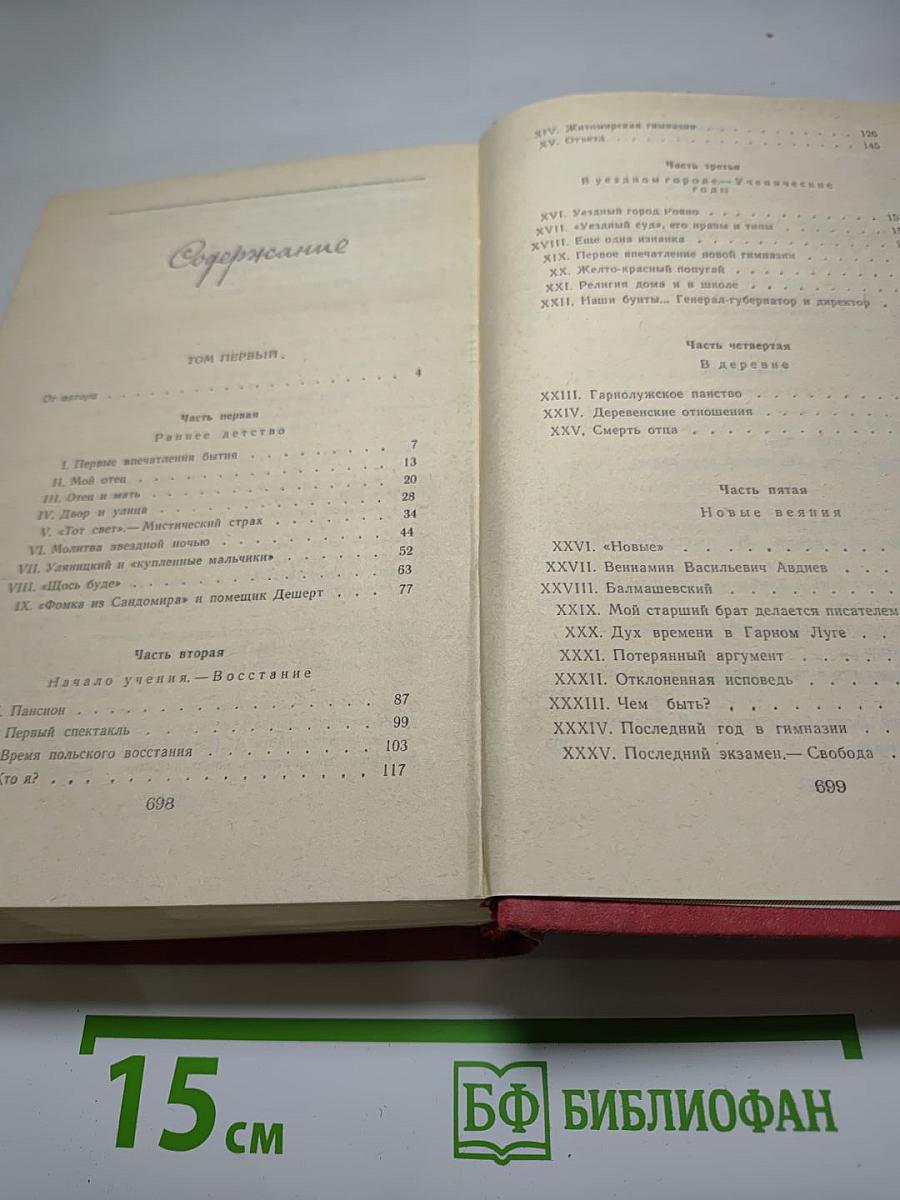 Содержание
ТОМ ПЕРВЫЙ.
От автора . . . . . . . . . . . . . . . . . . 4
Часть первая
Раннее детство
I. Первые впечатления бытия . . . . . . . . 7
II. Мой отец . . . . . . . . . . . . . . 13
III. Отец и мать . . . . . . . . . . . . . 20
IV. Двор и улица . . . . . . . . . . . . . 28
V. «Тот свет».— Мистический страх . . . . . . 34
VI. Молитва звездной ночью . . . . . . . . . 44
VII. Уляницкий и «купленные мальчики» . . . . . 52
VIII. «Щось буде» . . . . . . . . . . . . . 63
IX. «Фомка из Сандомира» и помещик Дешерт . . . 77
Часть вторая
Начало учения.— Восстание
Пансион . . . . . . . . . . . . . . . . 87
Первый спектакль . . . . . . . . . . . . 99
Время польского восстания . . . . . . . . . 103
Кто я? . . . . . . . . . . . . . . . . . 117
698
XIV. Житомирская гимназия . . . . . . . . . 126
XV. Отъезд . . . . . . . . . . . . . . . 145
Часть третья
В уездном городе.— Ученические
годы
XVI. Уездный город Ровно . . . . . . . . . 15
XVII. «Уездный суд», его нравы и типы . . . . .
XVIII. Еще одна изнанка . . . . . . . . . .
XIX. Первое впечатление новой гимназии . . . .
XX. Желто-красный попугай . . . . . . . .
XXI. Религия дома и в школе . . . . . . . .
XXII. Наши бунты... Генерал-губернатор и директор .
Часть четвертая
В деревне
XXIII. Гарнолужское панство . . . . . . .
XXIV. Деревенские отношения . . . . . . .
XXV. Смерть отца . . . . . . . . . .
Часть пятая
Новые веяния
XXVI. «Новые» . . . . . . . . .
XXVII. Вениамин Васильевич Авдиев . . .
XXVIII. Балмашевский . . . . . . . .
XXIX. Мой старший брат делается писателем
XXX. Дух времени в Гарном Луге . .
XXXI. Потерянный аргумент . . . . .
XXXII. Отклоненная исповедь . . . . .
XXXIII. Чем быть? . . . . . . . .
XXXIV. Последний год в гимназии . .
XXXV. Последний экзамен.— Свобода .
699
15 см
БФ БИБЛИОФАН